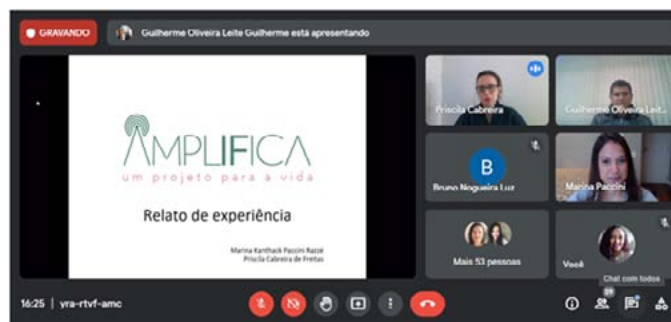 GRAVANDO
Guilherme Oliveira Leite Guilherme está apresentando
AMPLIFICA
um projeto para a vida
Relato de experiência
Marina Kanthack Paccini Razzé
Priscila Cabreira de Freitas
Priscila Cabreira
Guilherme Oliveira Leit...
B
Bruno Nogueira Luz
Marina Paccini
Mais 53 pessoas
Você
Chat com todos
16:25 | yra-rtvf-amc
59